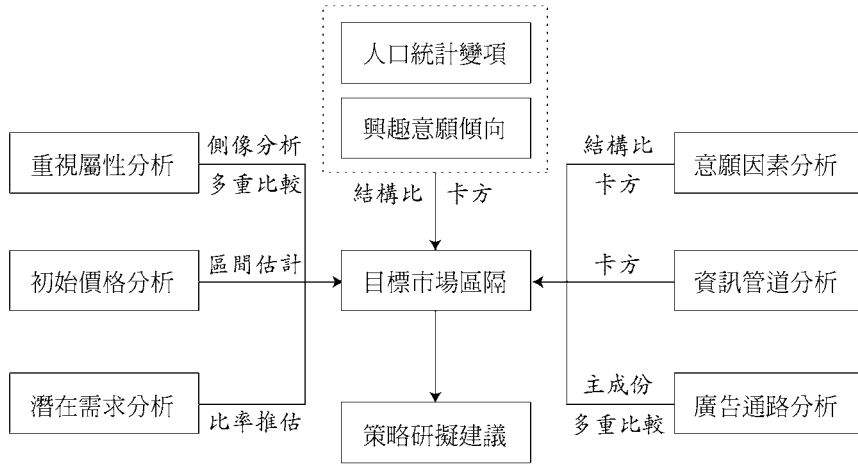 人口統計變項
興趣意願傾向
重視屬性分析
側像分析
多重比較
結構比
卡方
意願因素分析
結構比 卡方
初始價格分析
區間估計
目標市場區隔
卡方
資訊管道分析
潛在需求分析
比率推估
策略研擬建議
主成份
多重比較
廣告通路分析